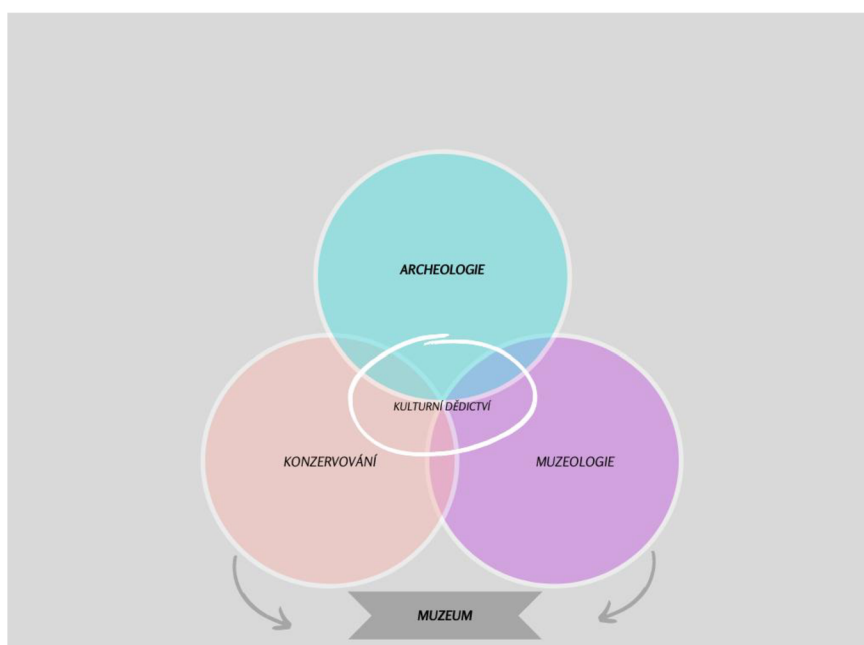 ARCHEOLOGIE
KULTURNÍ DĚDICTVÍ
KONZERVOVÁNÍ
MUZEOLOGIE
MUZEUM